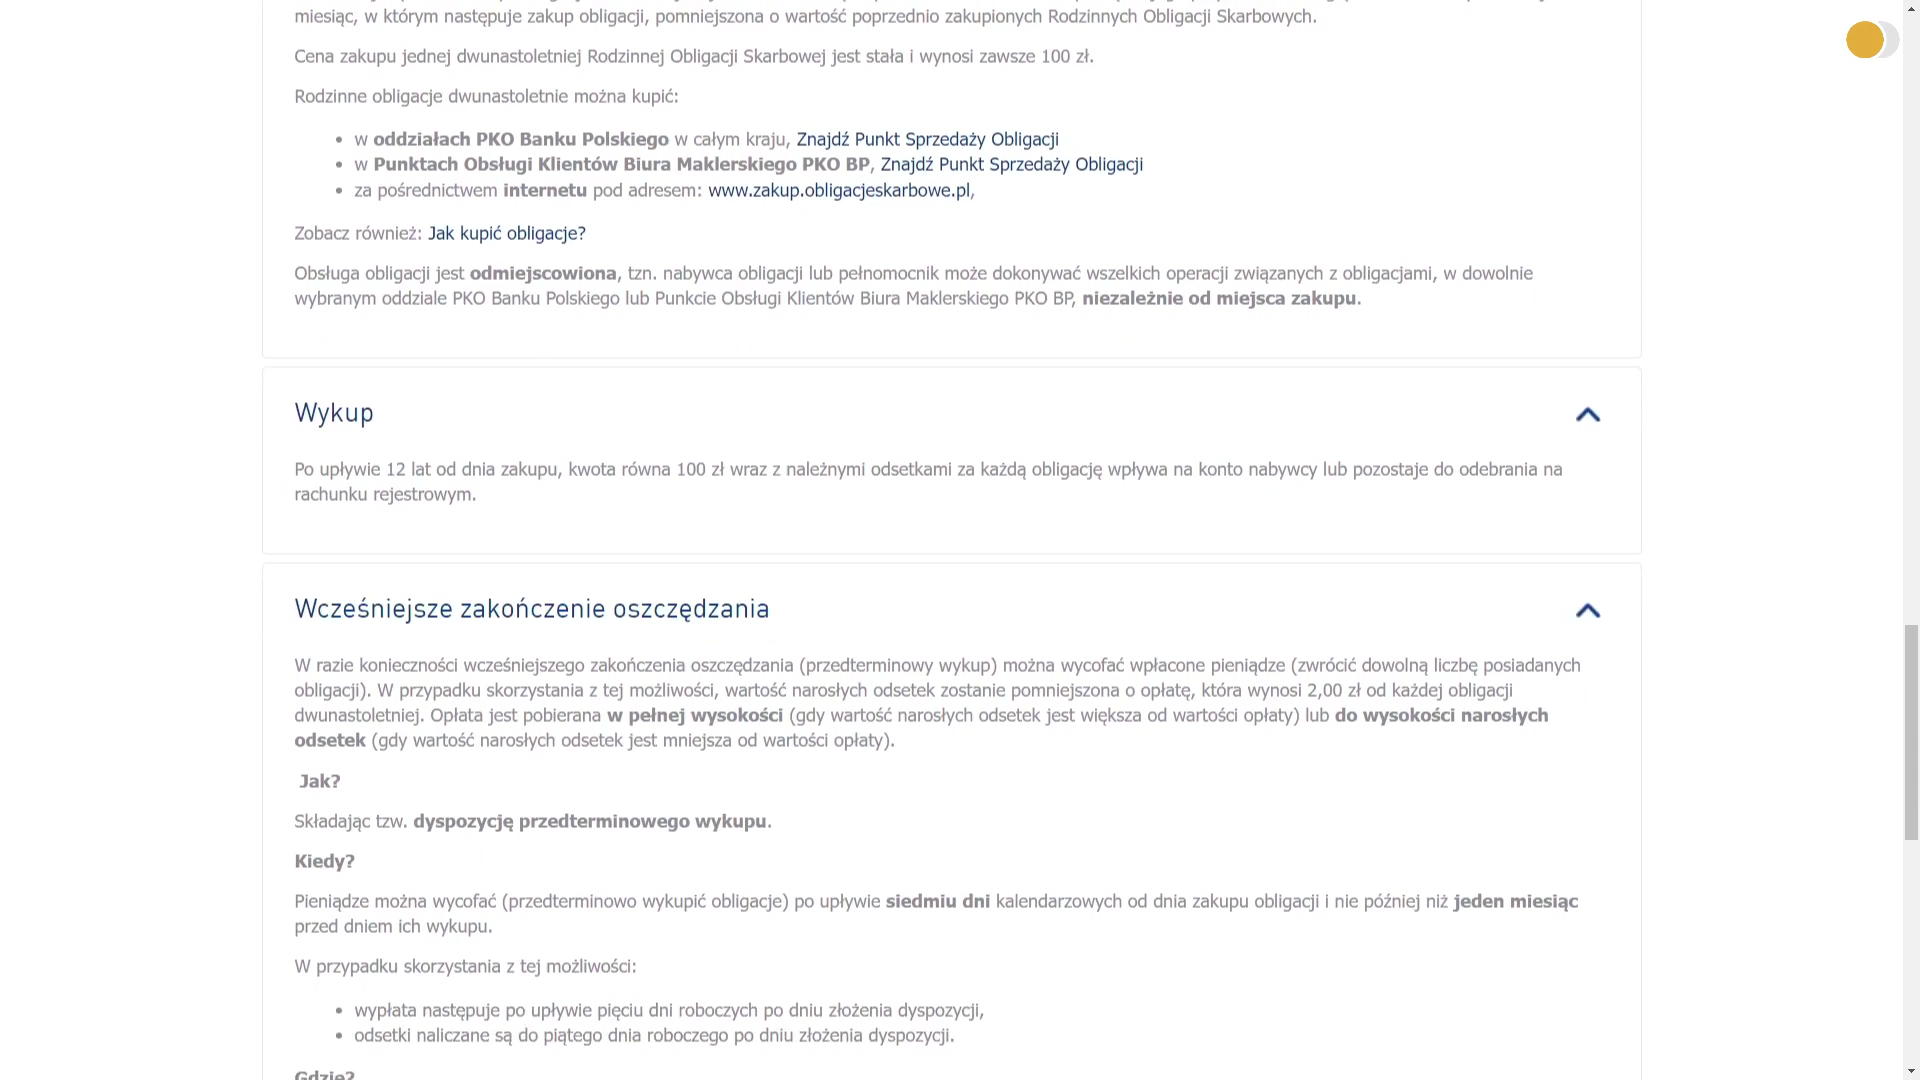 miesiąc, w którym następuje zakup obligacji, pomniejszona o wartość poprzednio zakupionych Rodzinnych Obligacji Skarbowych.
Cena zakupu jednej dwunastoletniej Rodzinnej Obligacji Skarbowej jest stała i wynosi zawsze 100 zł.
Rodzinne obligacje dwunastoletnie można kupić:
• w oddziałach PKO Banku Polskiego w całym kraju, Znajdź Punkt Sprzedaży Obligacji
• w Punktach Obsługi Klientów Biura Maklerskiego PKO BP, Znajdź Punkt Sprzedaży Obligacji
• za pośrednictwem internetu pod adresem: www.zakup.obligacjeskarbowe.pl,
Zobacz również: Jak kupić obligacje?
Obsługa obligacji jest odmiejscowiona, tzn. nabywca obligacji lub pełnomocnik może dokonywać wszelkich operacji związanych z obligacjami, w dowolnie
wybranym oddziale PKO Banku Polskiego lub Punkcie Obsługi Klientów Biura Maklerskiego PKO BP, niezależnie od miejsca zakupu.
Wykup
Po upływie 12 lat od dnia zakupu, kwota równa 100 zł wraz z należnymi odsetkami za każdą obligację wpływa na konto nabywcy lub pozostaje do odebrania na
rachunku rejestrowym.
Wcześniejsze zakończenie oszczędzania
W razie konieczności wcześniejszego zakończenia oszczędzania (przedterminowy wykup) można wycofać wpłacone pieniądze (zwrócić dowolną liczbę posiadanych
obligacji). W przypadku skorzystania z tej możliwości, wartość narosłych odsetek zostanie pomniejszona o opłatę, która wynosi 2,00 zł od każdej obligacji
dwunastoletniej. Opłata jest pobierana w pełnej wysokości (gdy wartość narosłych odsetek jest większa od wartości opłaty) lub do wysokości narosłych
odsetek (gdy wartość narosłych odsetek jest mniejsza od wartości opłaty).
Jak?
Składając tzw. dyspozycję przedterminowego wykupu.
Kiedy?
Pieniądze można wycofać (przedterminowo wykupić obligacje) po upływie siedmiu dni kalendarzowych od dnia zakupu obligacji i nie później niż jeden miesiąc
przed dniem ich wykupu.
W przypadku skorzystania z tej możliwości:
• wypłata następuje po upływie pięciu dni roboczych po dniu złożenia dyspozycji,
• odsetki naliczane są do piątego dnia roboczego po dniu złożenia dyspozycji.
Gdzie?